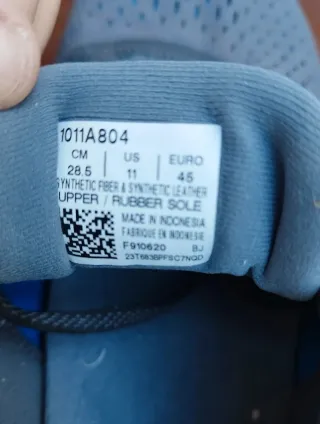 1011A804
CM US EURO
28.5 11 45
SYNTHETIC FIBER & SYNTHETIC LEATHER
UPPER / RUBBER SOLE
MADE IN INDONESIA
FABRIQUE EN INDONESIE
F910620 BJ